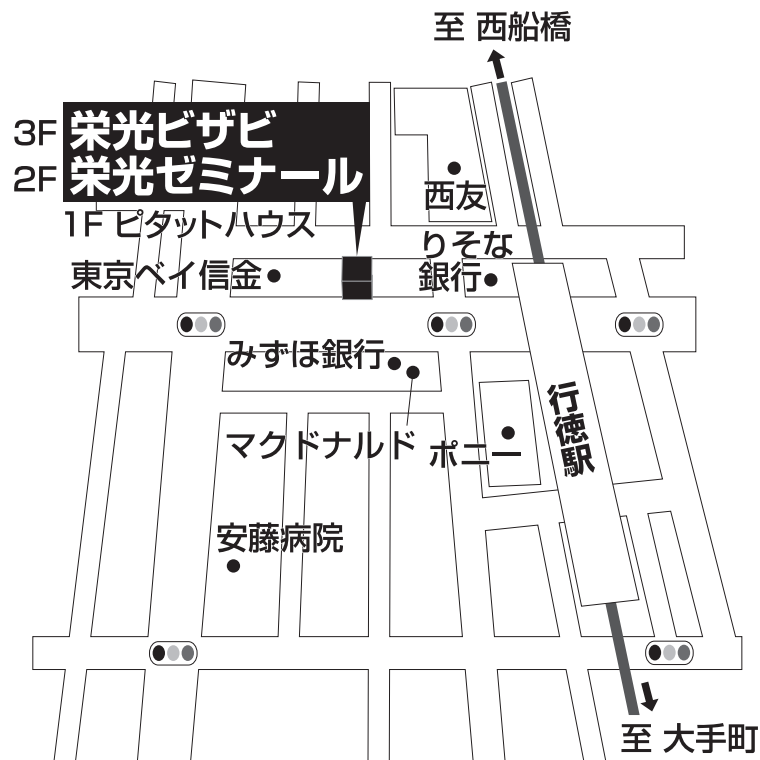 至 西船橋
3F 栄光ビザビ
2F 栄光ゼミナール
1F ピタットハウス
西友
りそな
銀行
東京ベイ信金
みずほ銀行
マクドナルド
ポニー
行徳駅
安藤病院
至 大手町